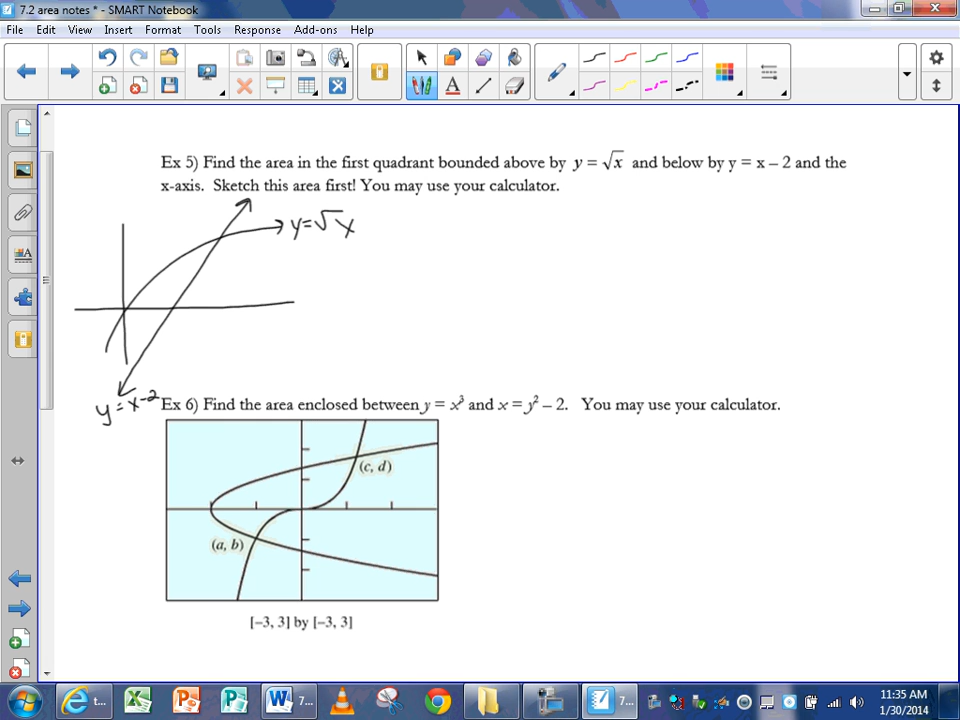 7.2 area notes * - SMART Notebook
File Edit View Insert Format Tools Response Add-ons Help
Ex 5) Find the area in the first quadrant bounded above by y = √x and below by y = x – 2 and the
x-axis. Sketch this area first! You may use your calculator.
y=√x
y=x-2
Ex 6) Find the area enclosed between y = x³ and x = y² – 2. You may use your calculator.
(c, d)
(a, b)
[–3, 3] by [–3, 3]
t...
7...
7...
11:35 AM
1/30/2014